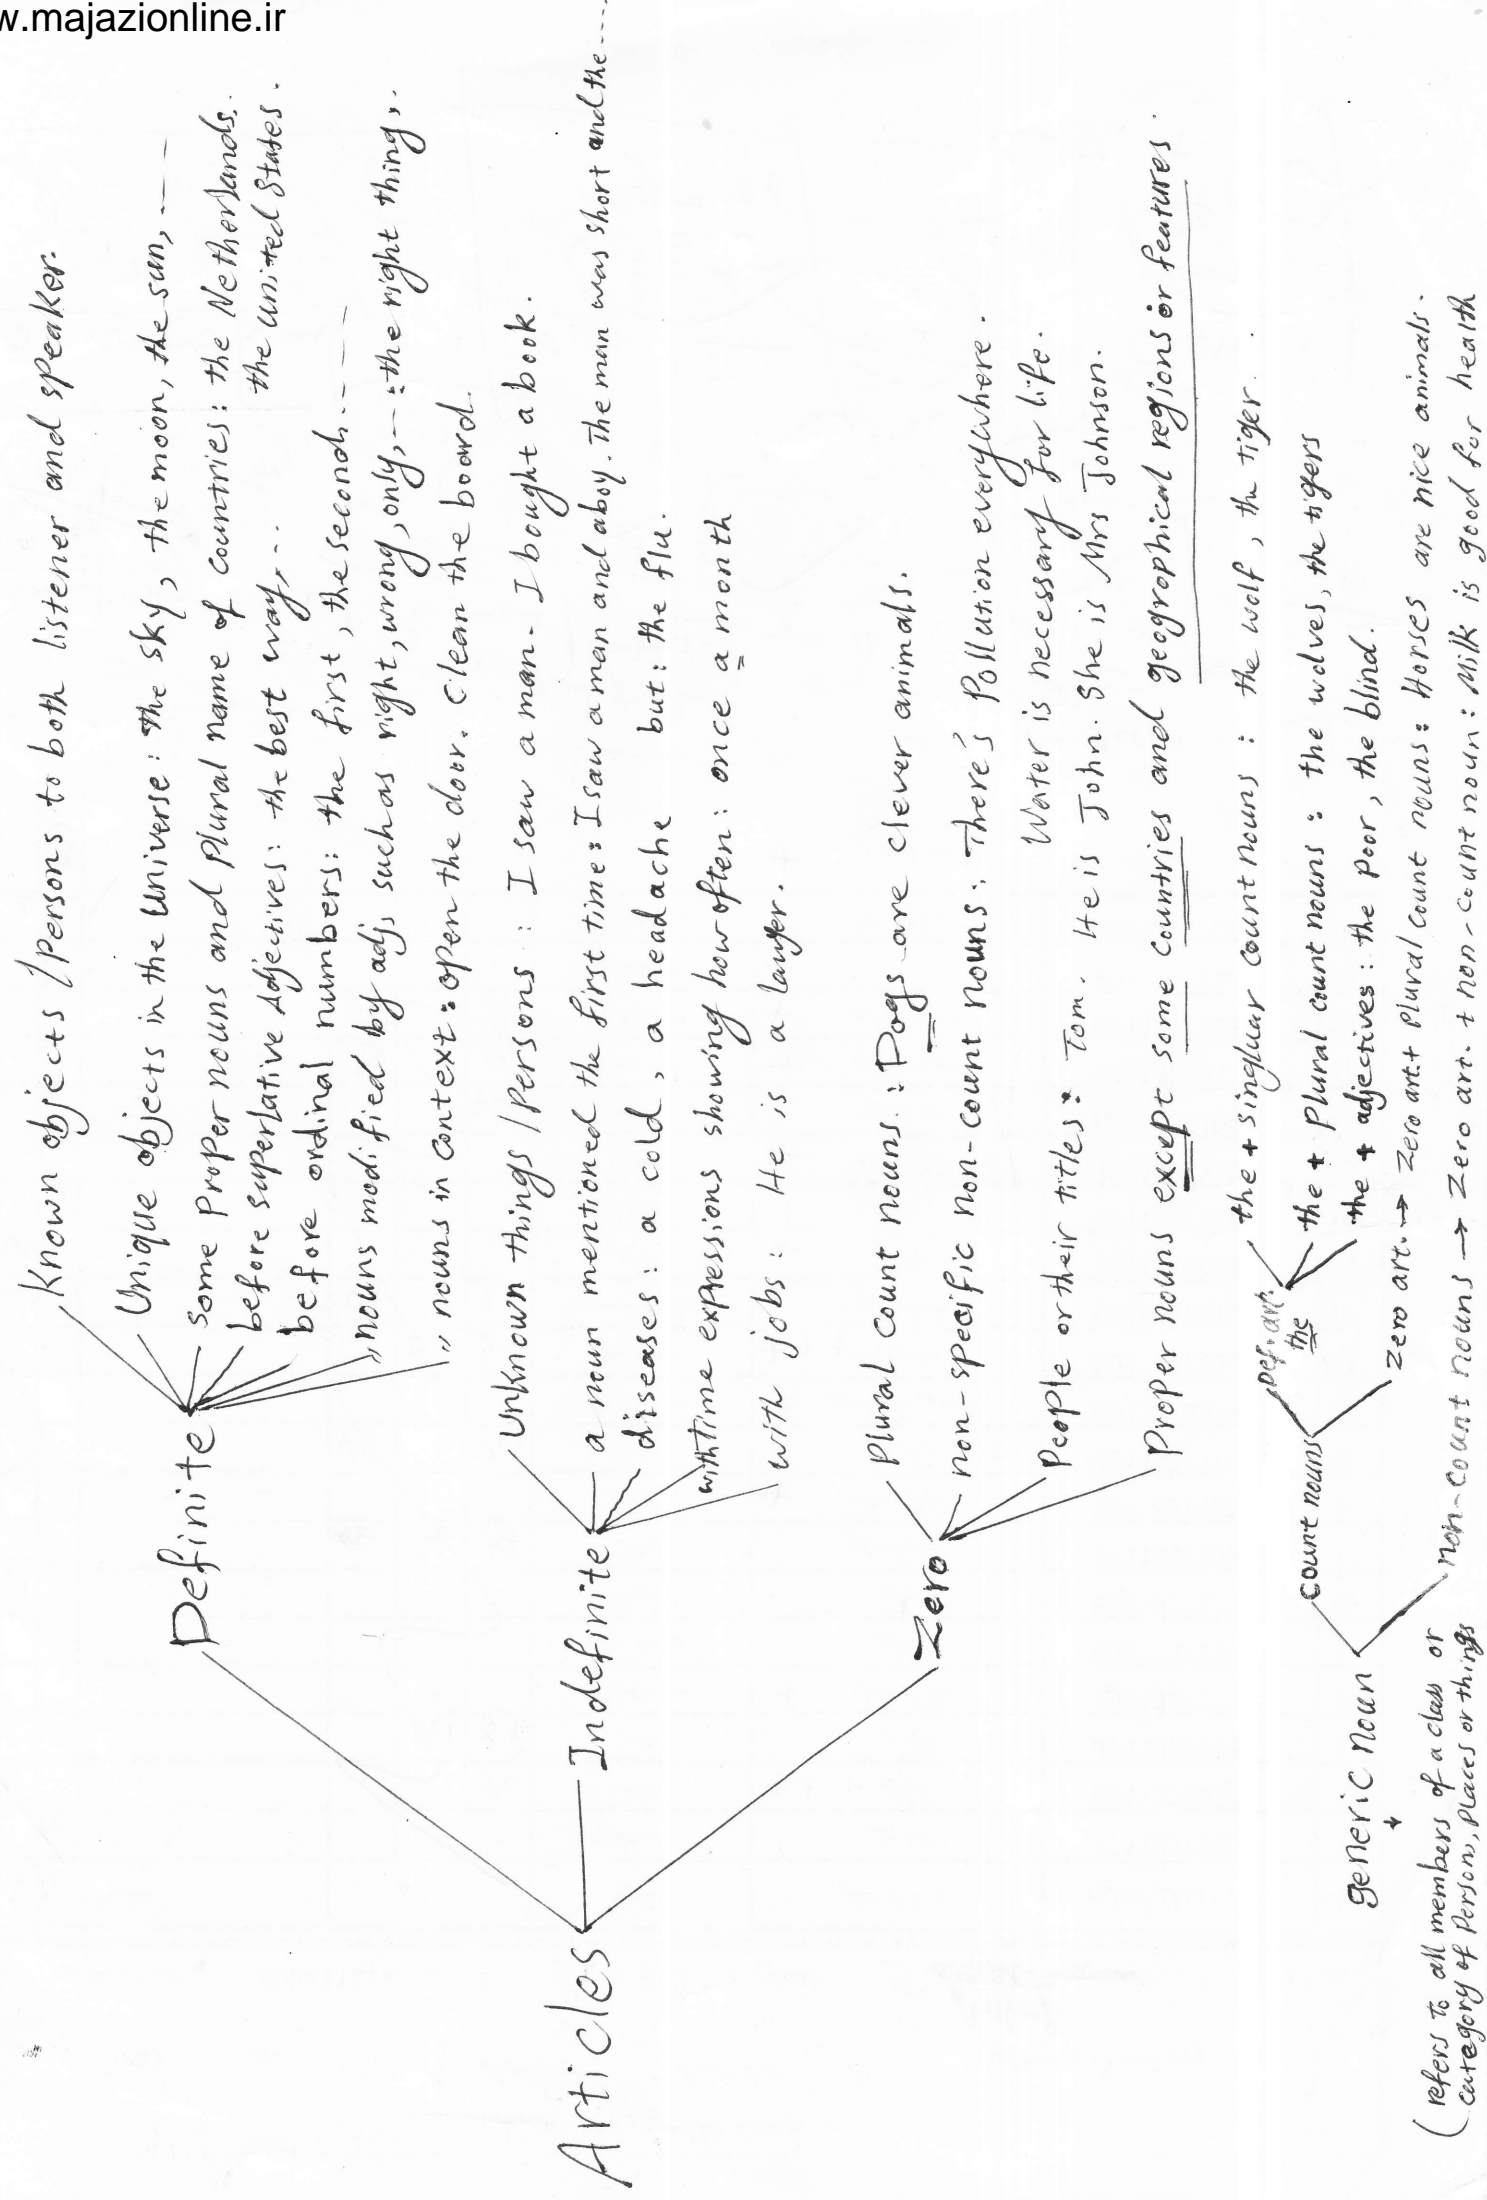 w.majazionline.ir
Known objects / Persons to both listener and speaker.
Unique objects in the universe: the sky, the moon, the sun, ----
Some Proper nouns and Plural name of countries: the Netherlands.
the united States.
before superlative Adjectives: the best way,..
before ordinal numbers: the first, the second. ----
Definite
" nouns modified by adj, such as right, wrong, only, --: the right thing,..
" nouns in context: open the door. Clean the board.
Unknown things / Persons : I saw a man. I bought a book.
a noun mentioned the first time: I saw a man and a boy. The man was short and the ----
Indefinite
diseases: a cold, a headache but: the flu.
with time expressions showing how often: once a month
with jobs: He is a lawyer.
Articles
Plural count nouns : Dogs are clever animals.
Zero
non-specific non-count nouns: There's Pollution everywhere.
Water is necessary for life.
People or their titles: Tom. He is John. She is Mrs Johnson.
Proper nouns except some countries and geogrophical regions or features.
the + singluar count nouns : the wolf, the tiger.
Def. art. the
the + Plural count nouns : the wolves, the tigers
the + adjectives: the poor, the blind.
count nouns
Zero art. → Zero art.+ Plural count nouns: Horses are nice animals.
generic noun
non-count nouns → Zero art. + non-count noun: Milk is good for health
( refers to all members of a class or
category of Person, Places or things